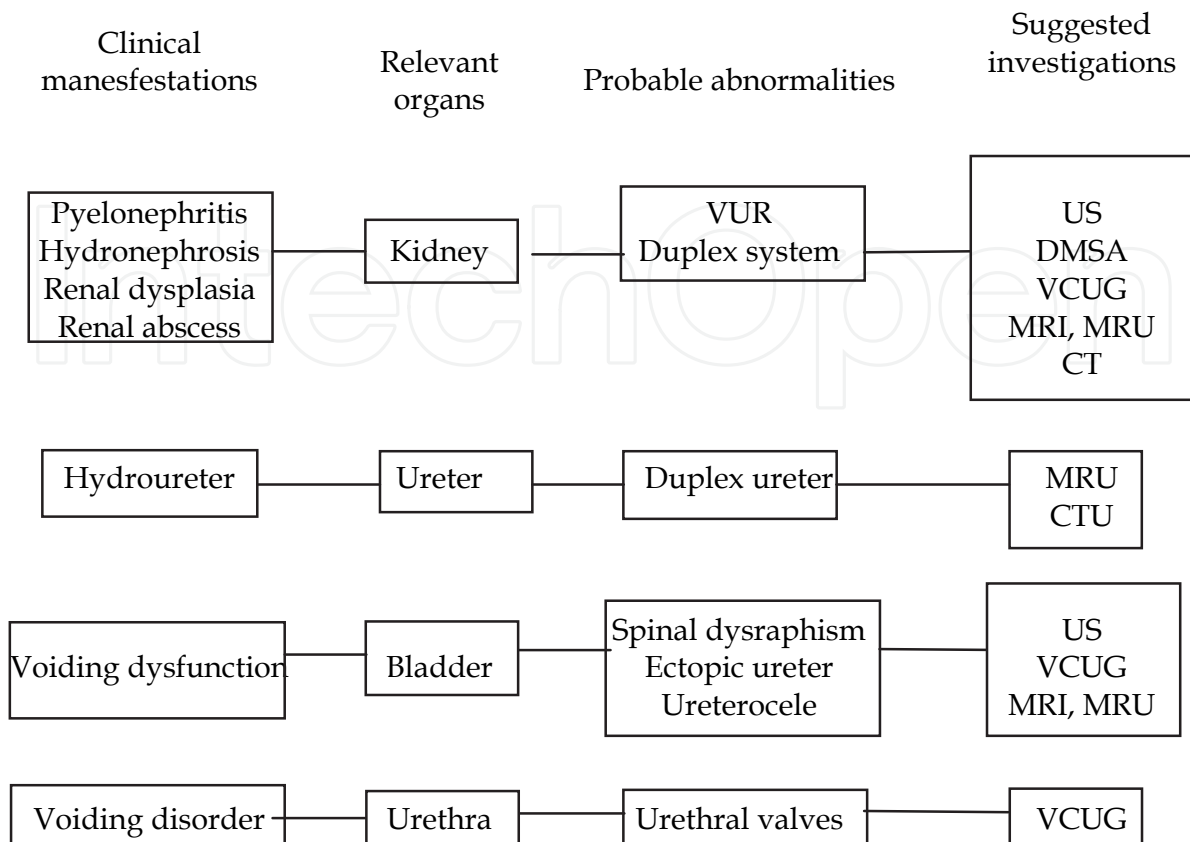 Clinical
manesfestations
Relevant
organs
Probable abnormalities
Suggested
investigations
Pyelonephritis
Hydronephrosis
Renal dysplasia
Renal abscess
Kidney
VUR
Duplex system
US
DMSA
VCUG
MRI, MRU
CT
IntechOpen
Hydroureter
Ureter
Duplex ureter
MRU
CTU
Voiding dysfunction
Bladder
Spinal dysraphism
Ectopic ureter
Ureterocele
US
VCUG
MRI, MRU
Voiding disorder
Urethra
Urethral valves
VCUG